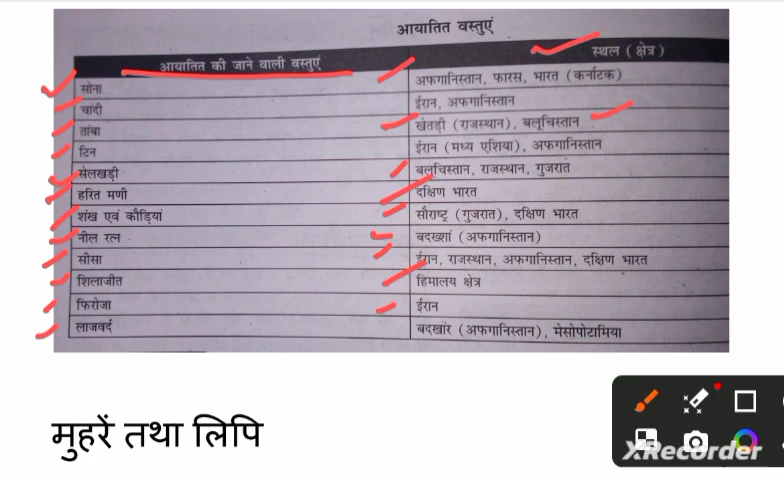 आयातित वस्तुएं
आयातित की जाने वाली वस्तुएं स्थल (क्षेत्र)
सोना अफगानिस्तान, फारस, भारत (कर्नाटक)
चांदी ईरान, अफगानिस्तान
तांबा खेतड़ी (राजस्थान), बलूचिस्तान
टिन ईरान (मध्य एशिया), अफगानिस्तान
सेलखड़ी बलूचिस्तान, राजस्थान, गुजरात
हरित मणी दक्षिण भारत
शंख एवं कौड़ियां सौराष्ट्र (गुजरात), दक्षिण भारत
नील रत्न बदख्शां (अफगानिस्तान)
सीसा ईरान, राजस्थान, अफगानिस्तान, दक्षिण भारत
शिलाजीत हिमालय क्षेत्र
फिरोजा ईरान
लाजवर्द बदखांर (अफगानिस्तान), मेसोपोटामिया
मुहरें तथा लिपि
XRecorder